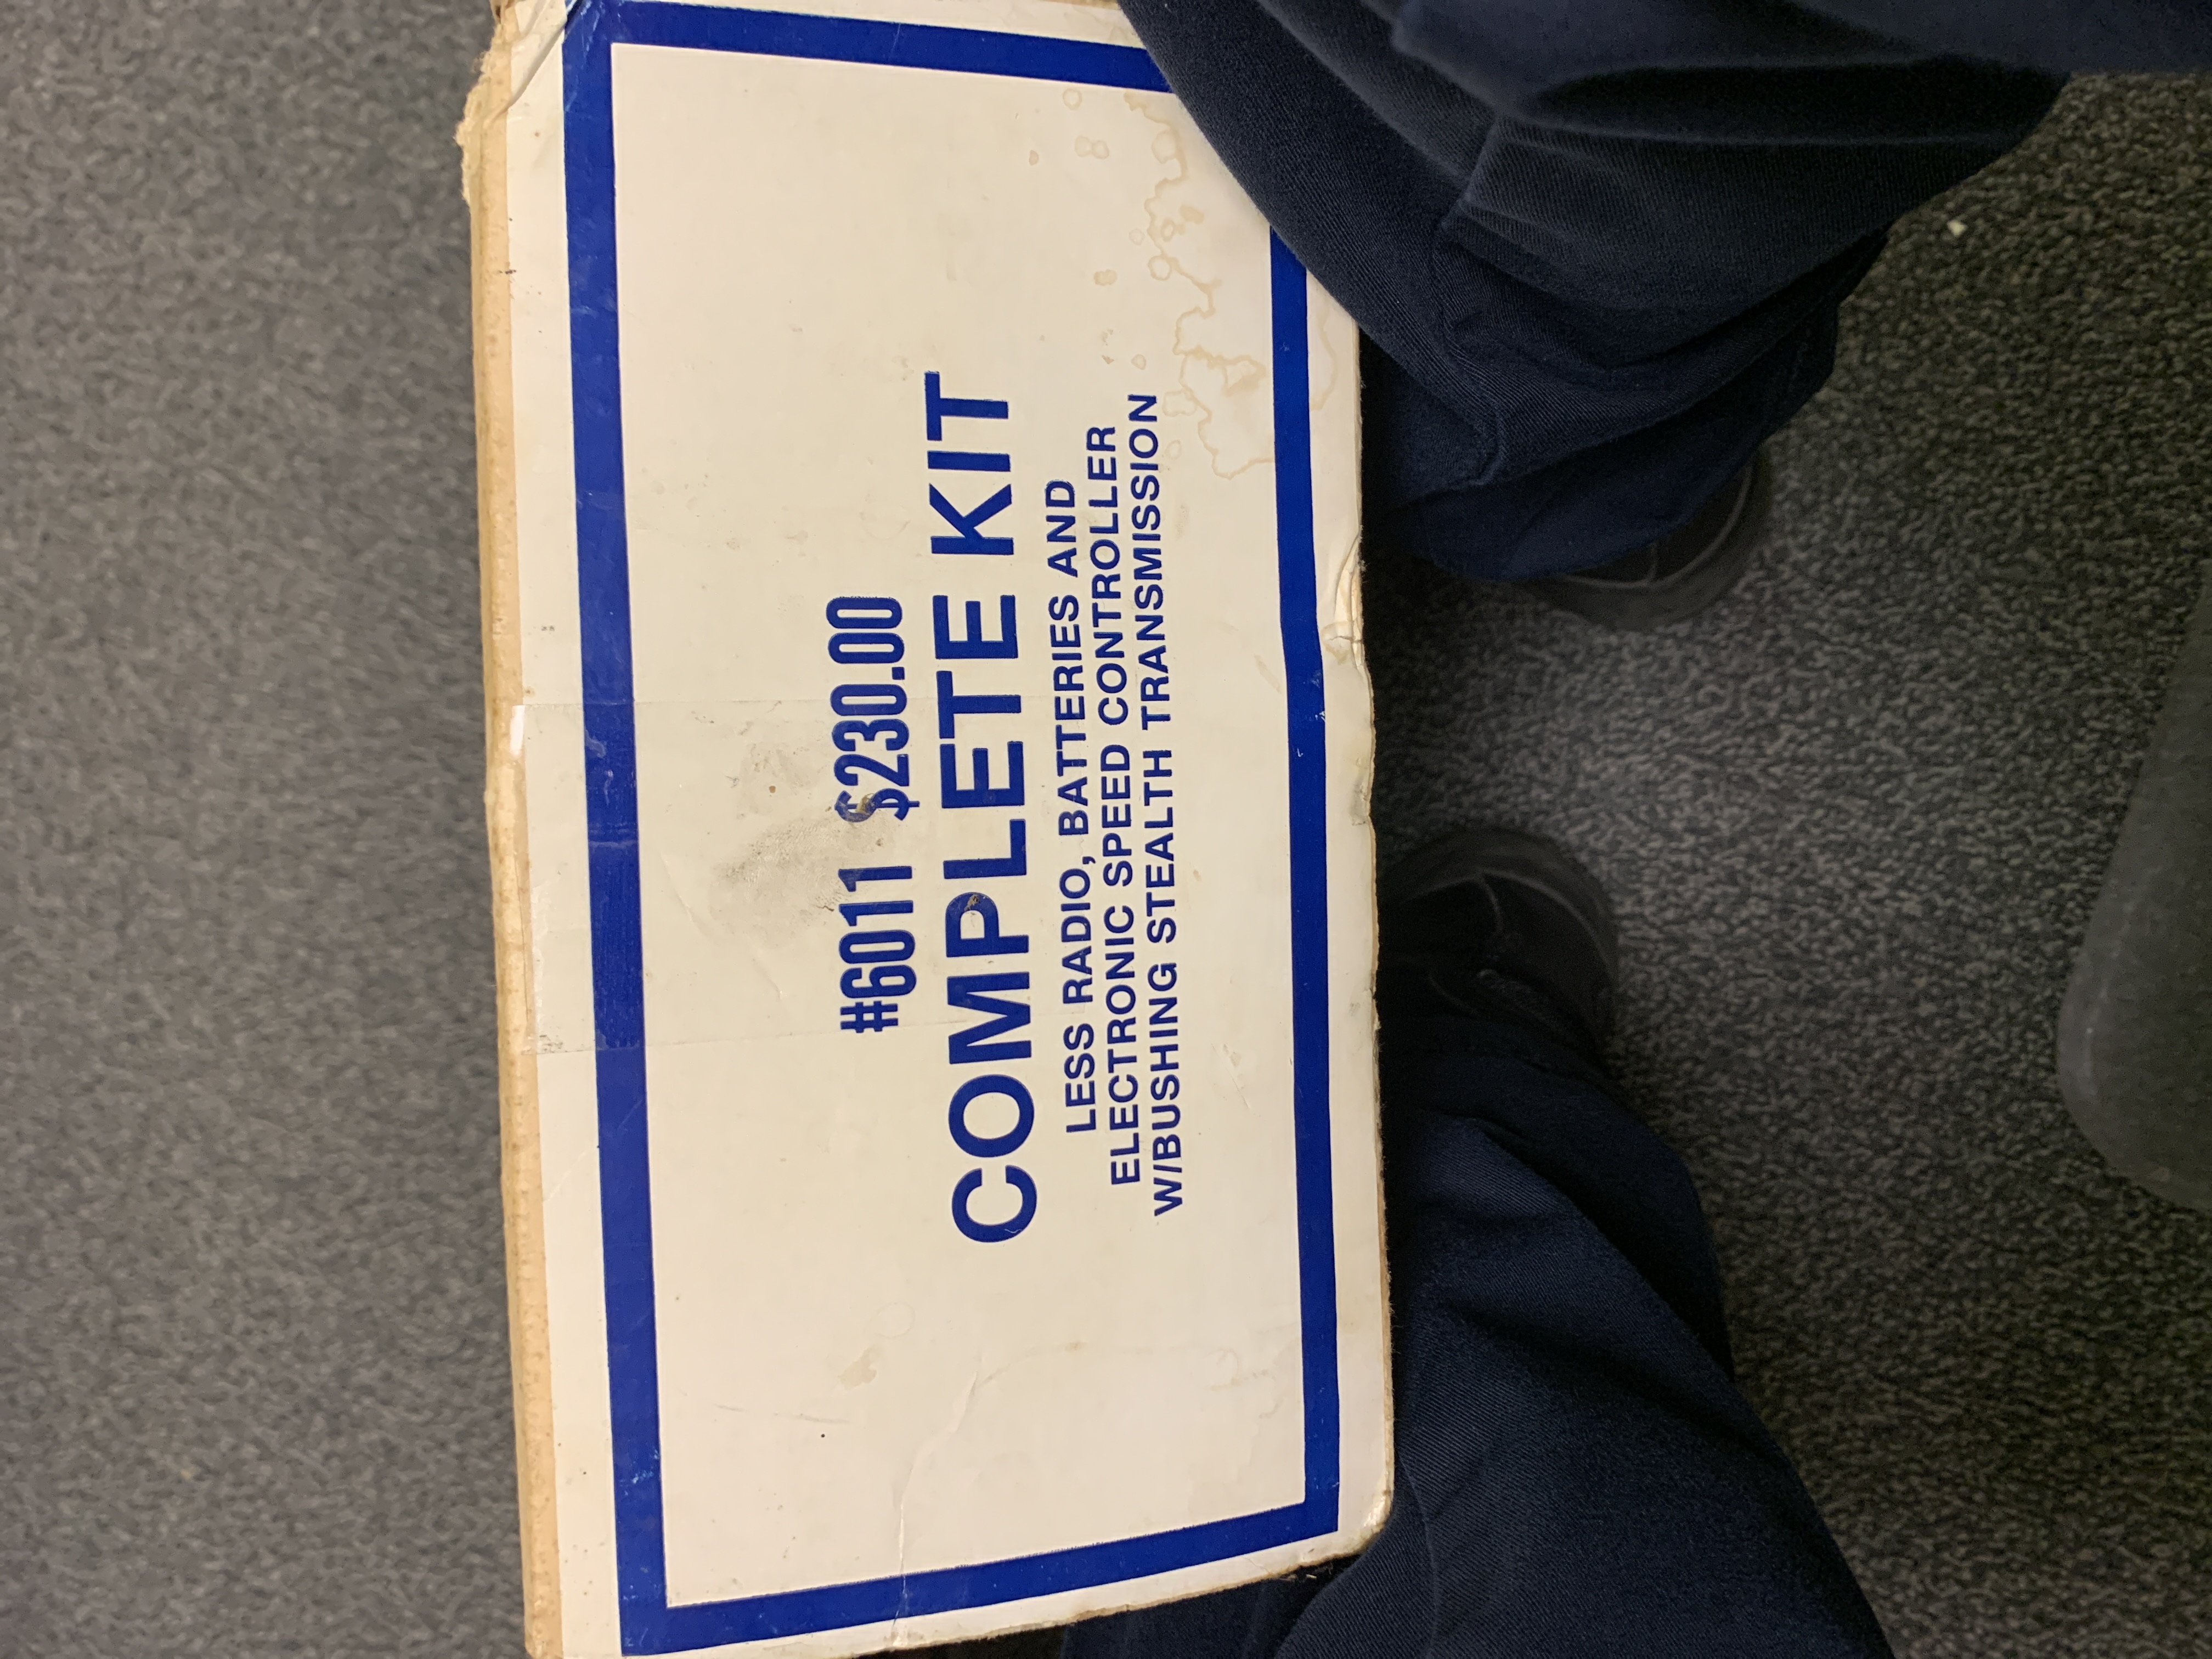 #6011 $230.00
COMPLETE KIT
LESS RADIO, BATTERIES AND
ELECTRONIC SPEED CONTROLLER
W/BUSHING STEALTH TRANSMISSION